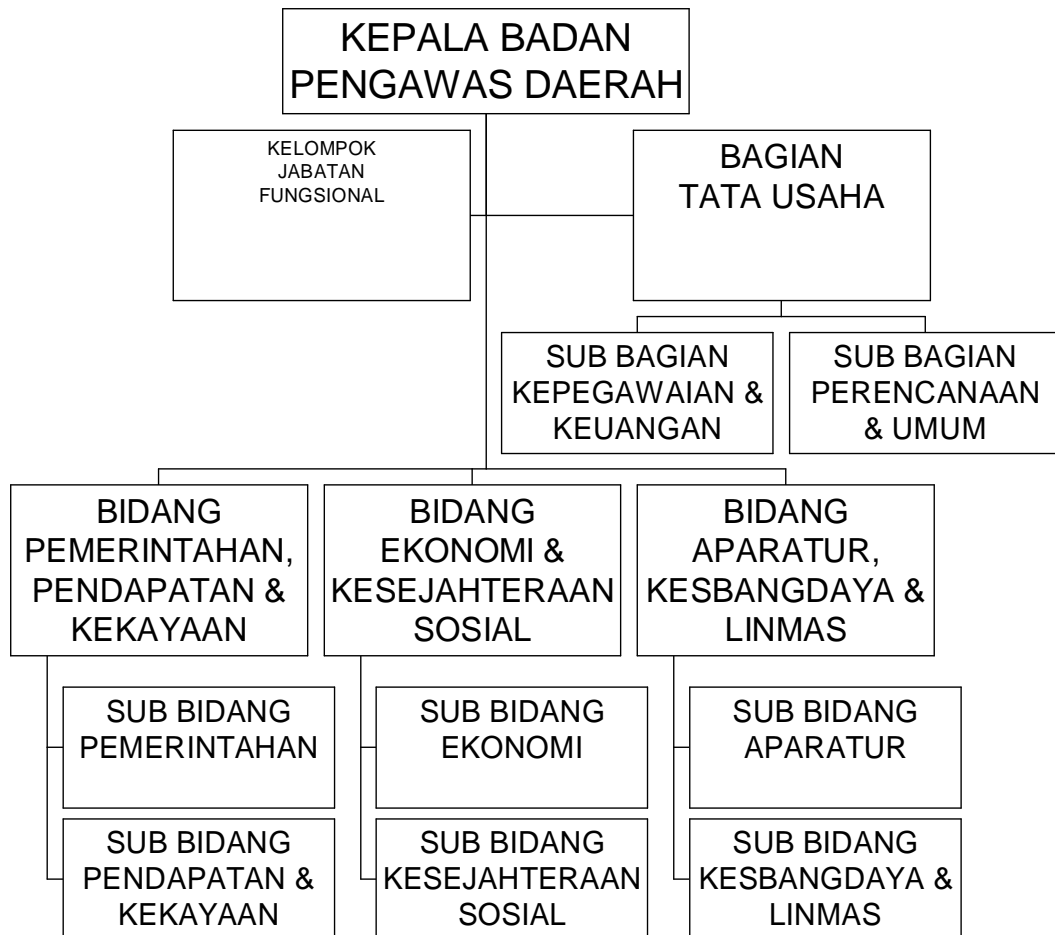 KEPALA BADAN
PENGAWAS DAERAH
KELOMPOK
JABATAN
FUNGSIONAL
BAGIAN
TATA USAHA
SUB BAGIAN
KEPEGAWAIAN &
KEUANGAN
SUB BAGIAN
PERENCANAAN
& UMUM
BIDANG
PEMERINTAHAN,
PENDAPATAN &
KEKAYAAN
BIDANG
EKONOMI &
KESEJAHTERAAN
SOSIAL
BIDANG
APARATUR,
KESBANGDAYA &
LINMAS
SUB BIDANG
PEMERINTAHAN
SUB BIDANG
EKONOMI
SUB BIDANG
APARATUR
SUB BIDANG
PENDAPATAN &
KEKAYAAN
SUB BIDANG
KESEJAHTERAAN
SOSIAL
SUB BIDANG
KESBANGDAYA &
LINMAS